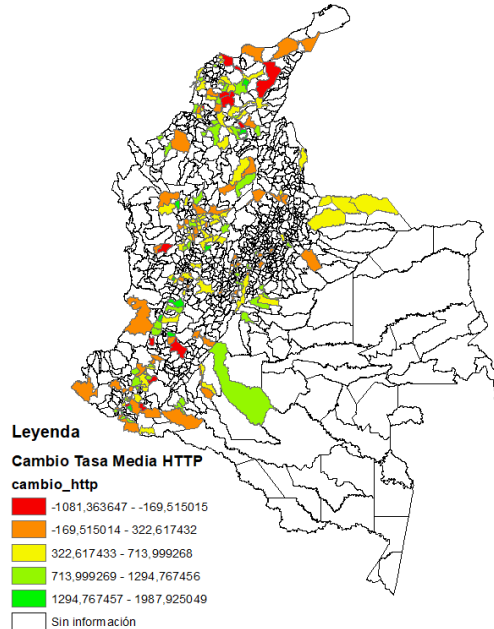 Leyenda
Cambio Tasa Media HTTP
cambio_http
-1081,363647 - -169,515015
-169,515014 - 322,617432
322,617433 - 713,999268
713,999269 - 1294,767456
1294,767457 - 1987,925049
Sin información